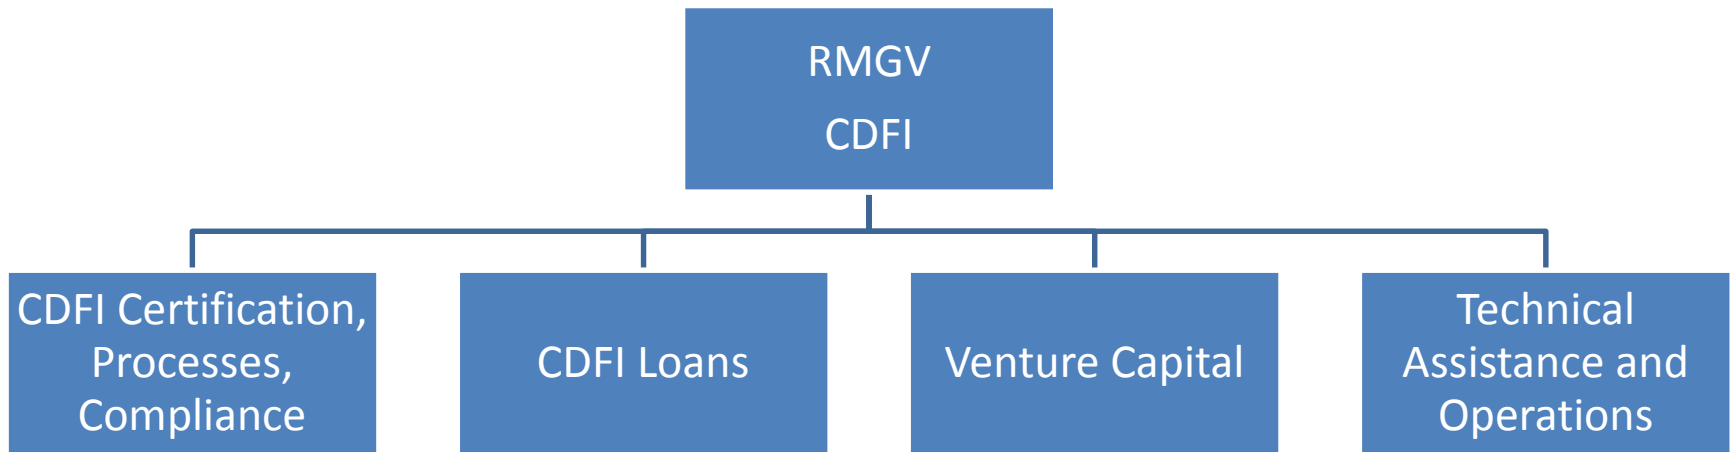 RMGV
CDFI
CDFI Certification,
Processes,
Compliance
CDFI Loans
Venture Capital
Technical
Assistance and
Operations